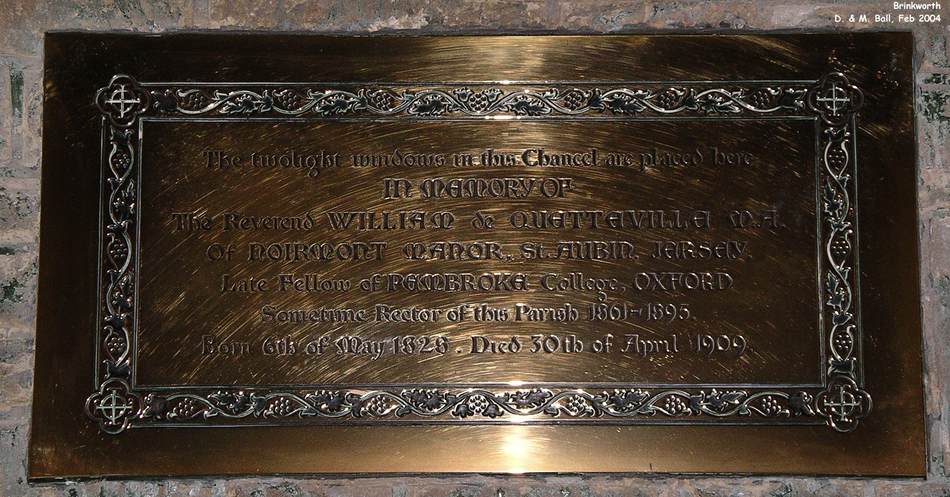 Brinkworth
D. & M. Ball, Feb 2004
The twolight windows in this Chancel are placed here
IN MEMORY OF
The Reverend WILLIAM de QUETTEVILLE M.A.
Of NOIRMONT MANOR, St. AUBIN, JERSEY.
Late Fellow of PEMBROKE College, OXFORD
Sometime Rector of this Parish 1861-1895.
Born 6th of May 1828. Died 30th of April 1909.